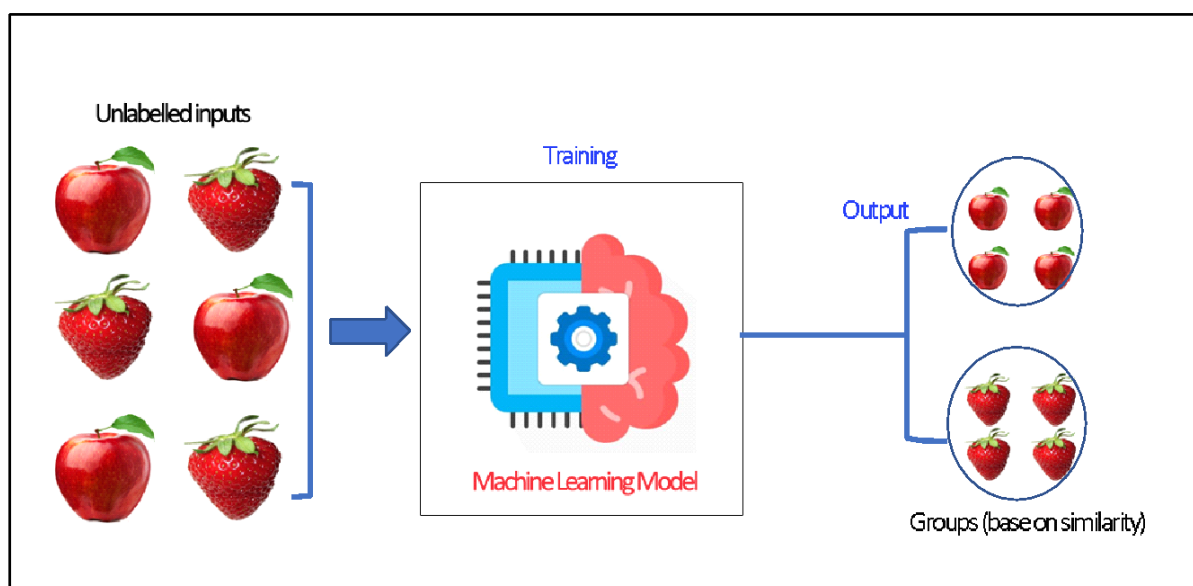 Unlabelled inputs
Training
Output
Machine Learning Model
Groups (base on similarity)